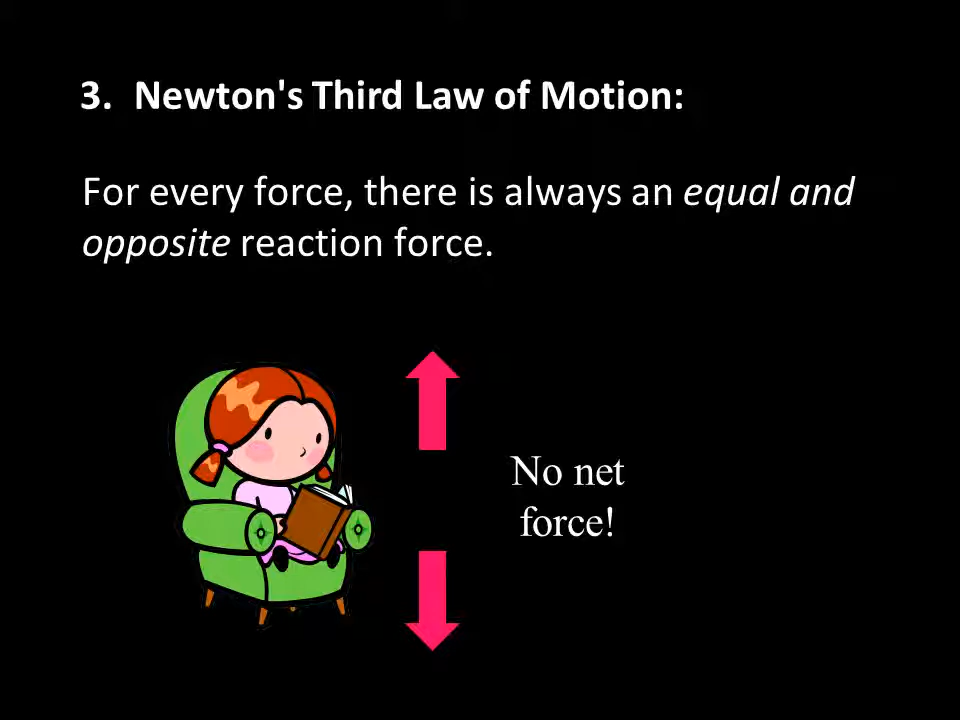 3. Newton's Third Law of Motion:
For every force, there is always an equal and
opposite reaction force.
No net
force!